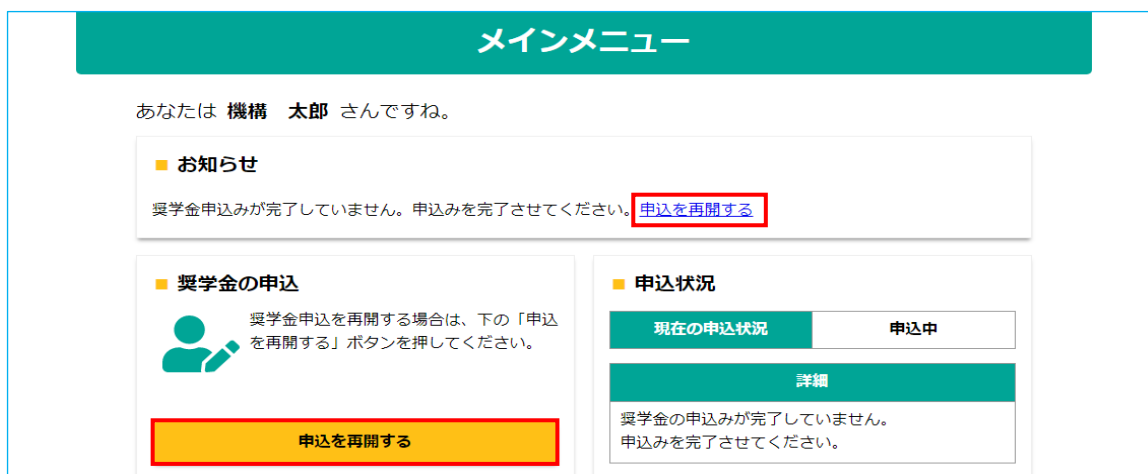 メインメニュー
あなたは 機構　太郎 さんですね。
お知らせ
奨学金申込みが完了していません。申込みを完了させてください。申込を再開する
奨学金の申込
奨学金申込を再開する場合は、下の「申込
を再開する」ボタンを押してください。
申込を再開する
申込状況
現在の申込状況 申込中
詳細
奨学金の申込みが完了していません。
申込みを完了させてください。